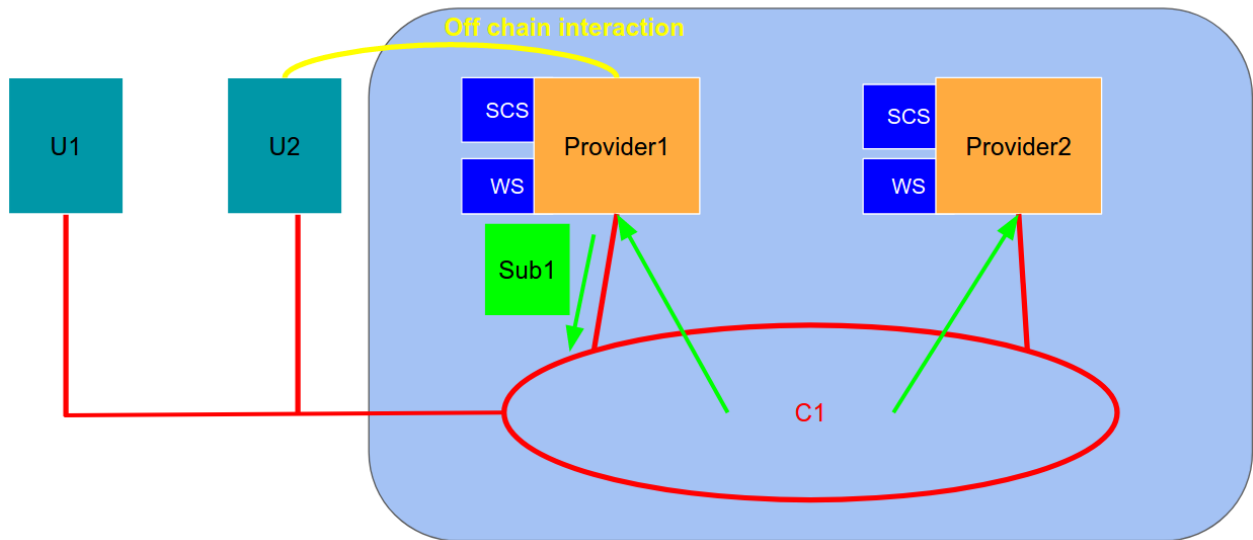 Off chain interaction
U1
U2
SCS
Provider1
WS
SCS
Provider2
WS
Sub1
C1